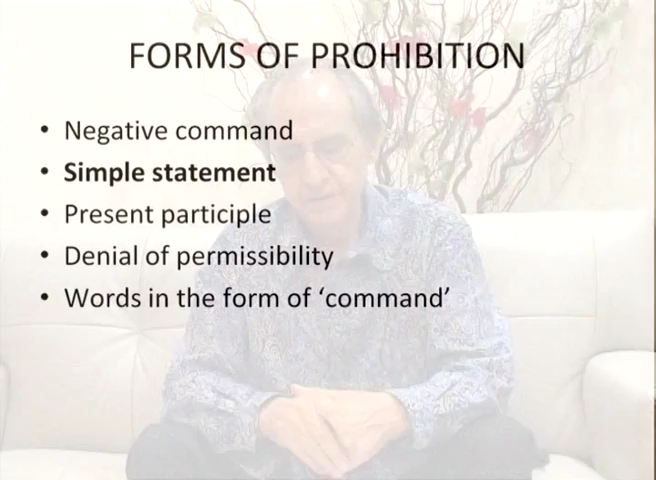 FORMS OF PROHIBITION
• Negative command
• Simple statement
• Present participle
• Denial of permissibility
• Words in the form of ‘command’